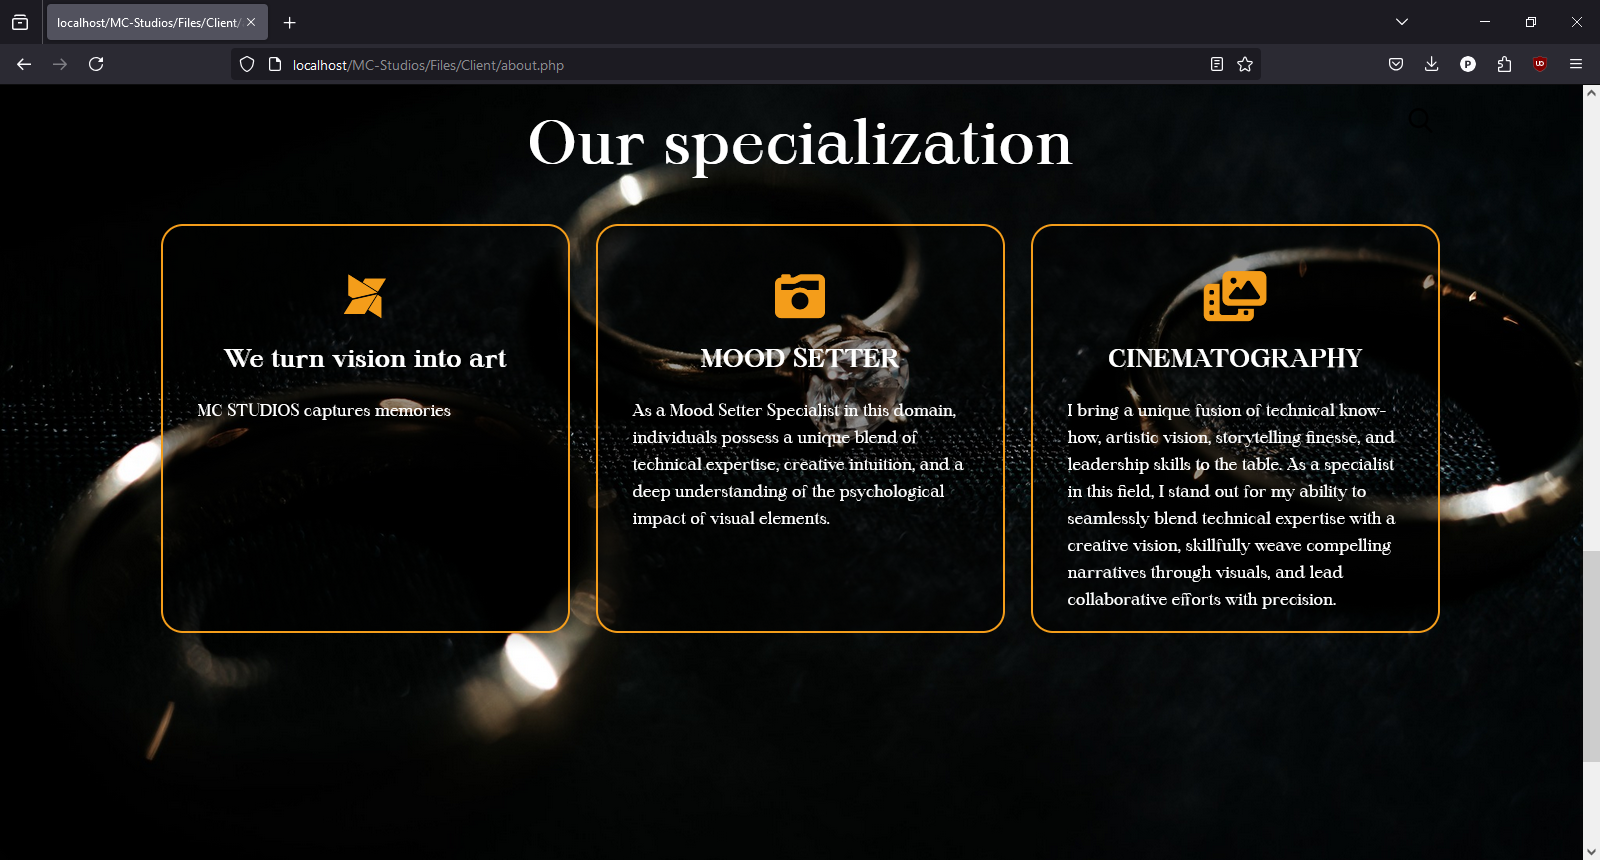 localhost/MC-Studios/Files/Client/
localhost/MC-Studios/Files/Client/about.php
Our specialization
We turn vision into art
MC STUDIOS captures memories
MOOD SETTER
As a Mood Setter Specialist in this domain,
individuals possess a unique blend of
technical expertise, creative intuition, and a
deep understanding of the psychological
impact of visual elements.
CINEMATOGRAPHY
I bring a unique fusion of technical know-
how, artistic vision, storytelling finesse, and
leadership skills to the table. As a specialist
in this field, I stand out for my ability to
seamlessly blend technical expertise with a
creative vision, skillfully weave compelling
narratives through visuals, and lead
collaborative efforts with precision.